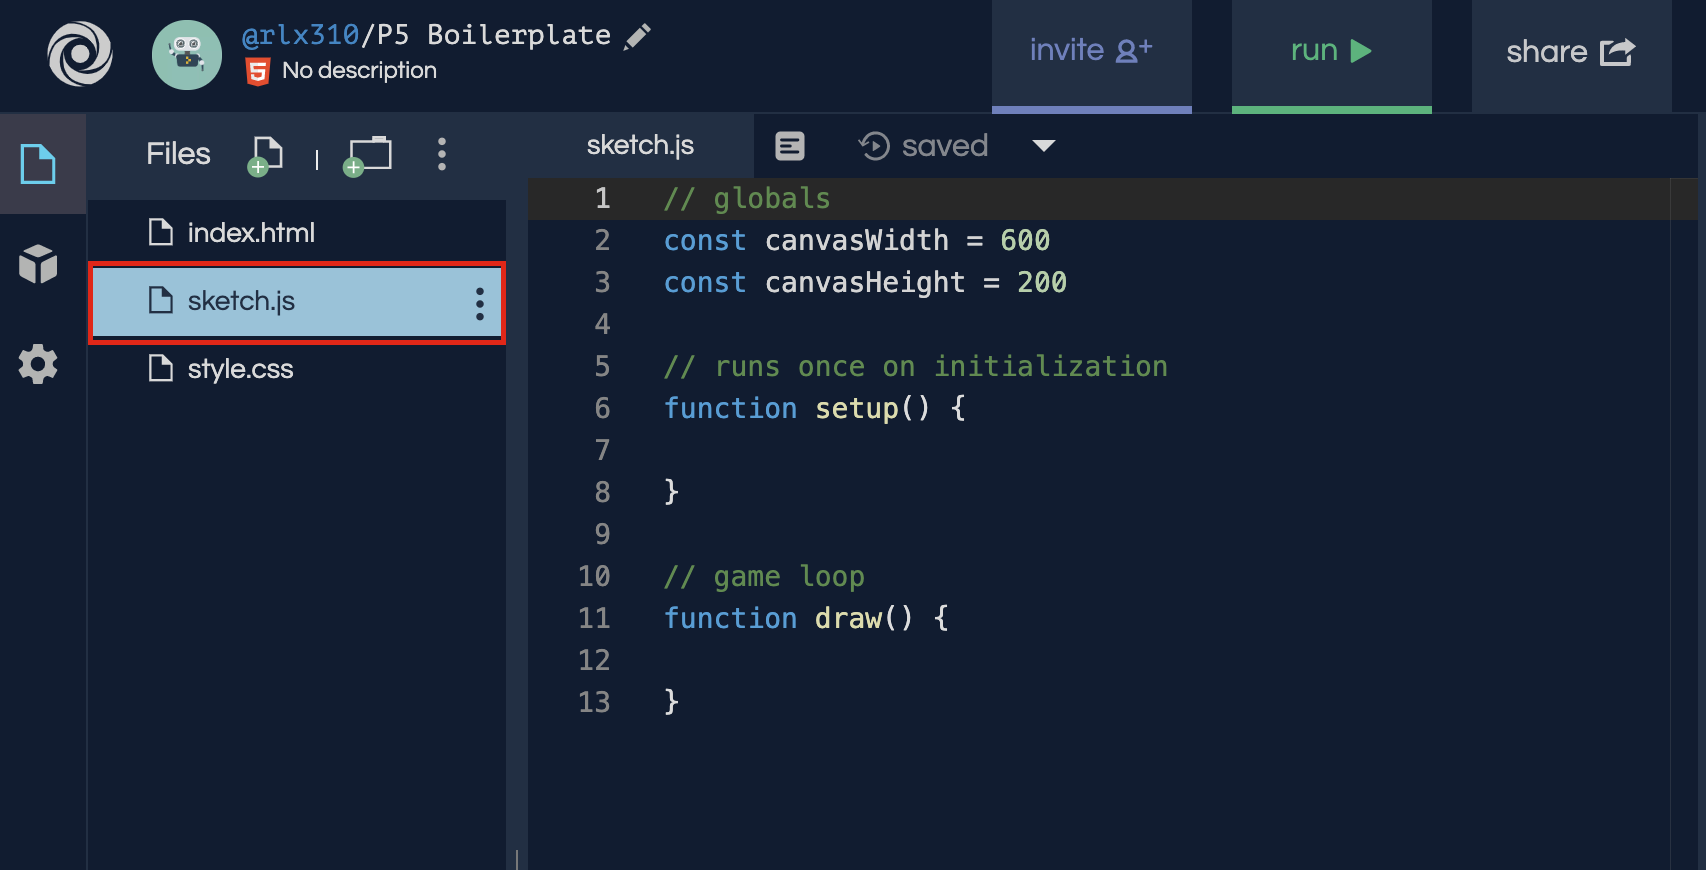 @rlx310/P5 Boilerplate
No description
invite
run
share
Files
index.html
sketch.js
style.css
sketch.js
saved
1 // globals
2 const canvasWidth = 600
3 const canvasHeight = 200
4
5 // runs once on initialization
6 function setup() {
7
8 }
9
10 // game loop
11 function draw() {
12
13 }